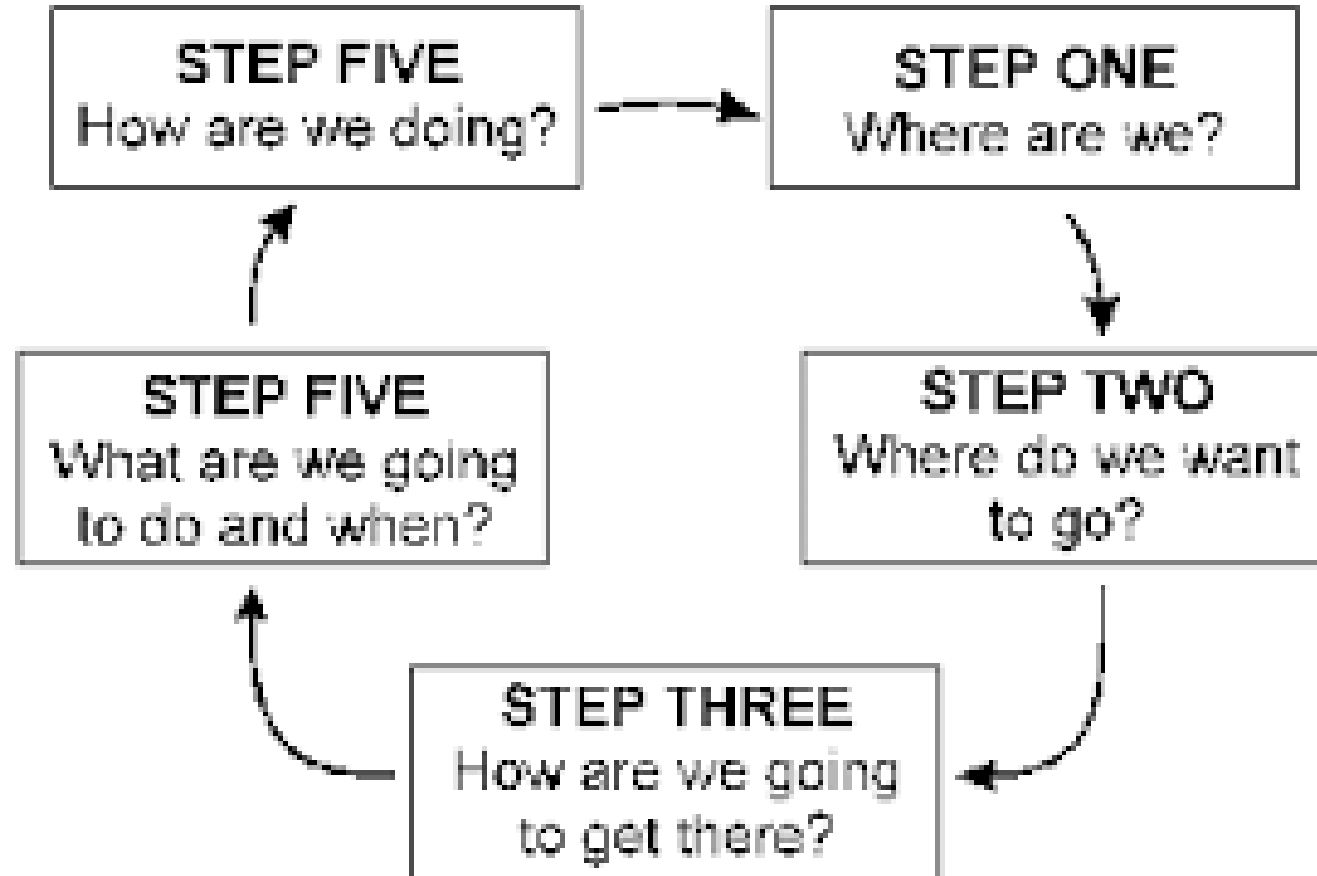 STEP FIVE
How are we doing?
STEP ONE
Where are we?
STEP FIVE
What are we going
to do and when?
STEP TWO
Where do we want
to go?
STEP THREE
How are we going
to get there?